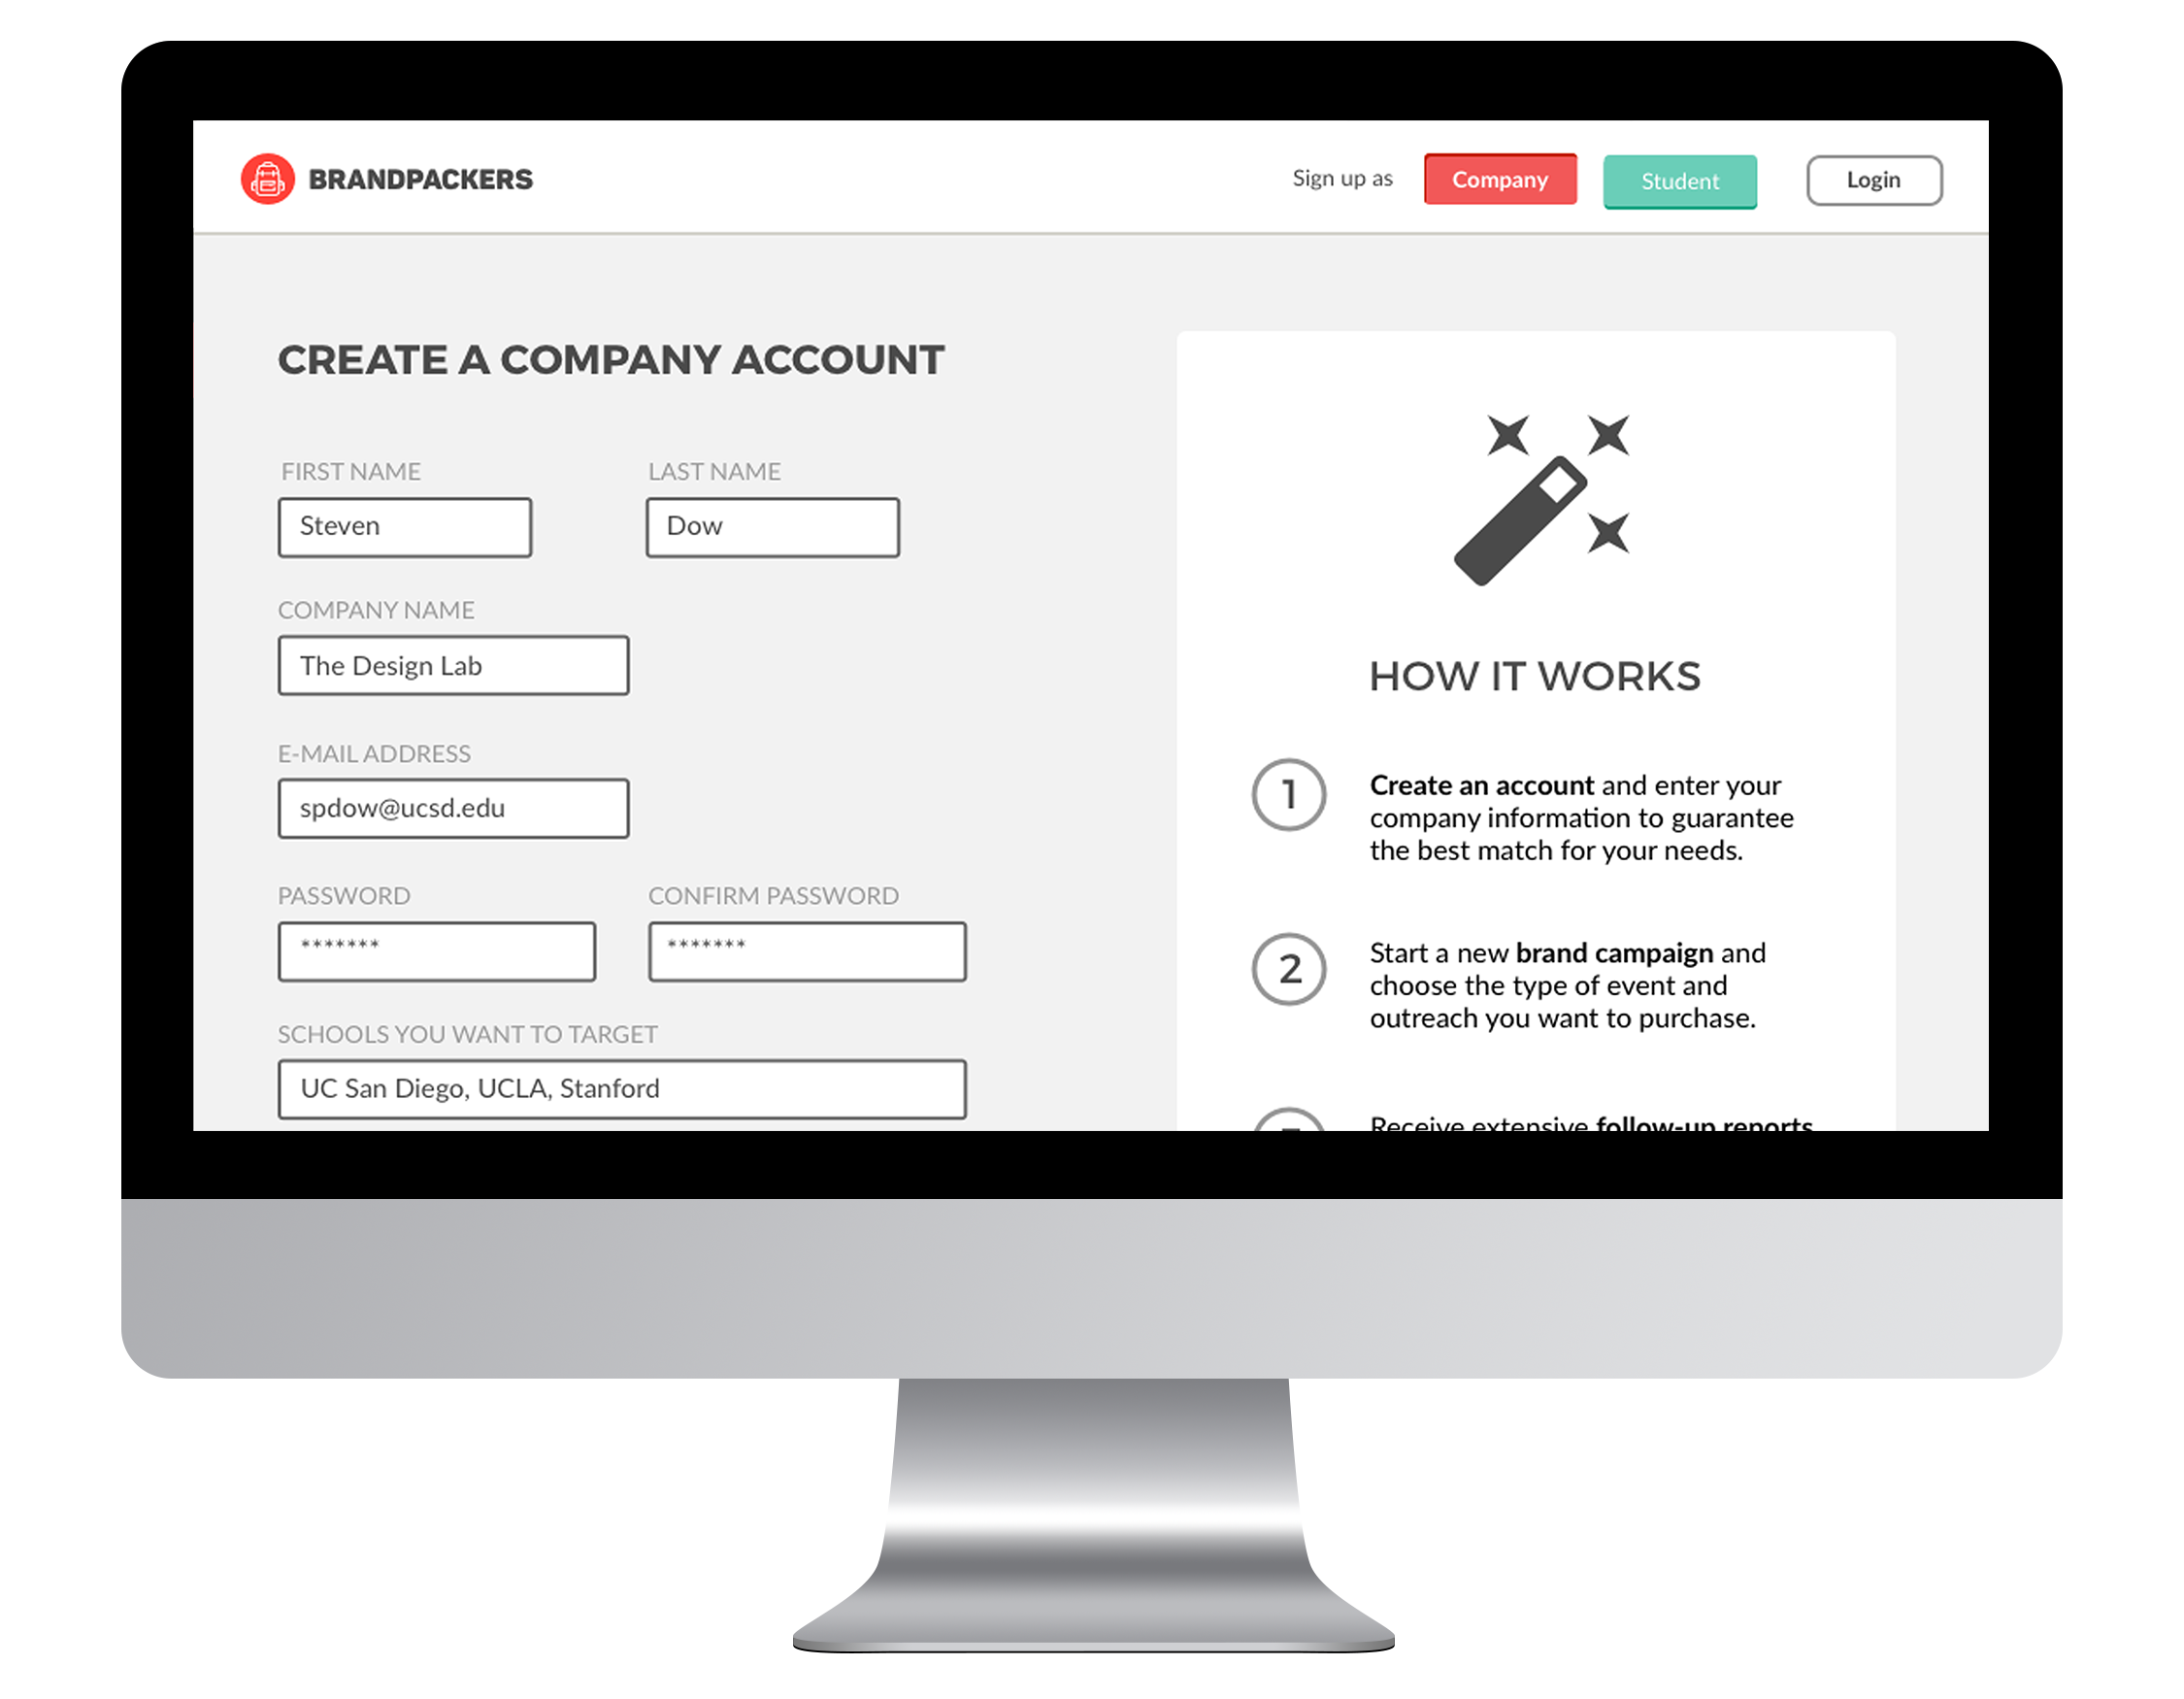 BRANDPACKERS
Sign up as
Company
Student
Login
CREATE A COMPANY ACCOUNT
FIRST NAME
LAST NAME
Steven
Dow
COMPANY NAME
The Design Lab
E-MAIL ADDRESS
spdow@ucsd.edu
PASSWORD
CONFIRM PASSWORD
*******
*******
SCHOOLS YOU WANT TO TARGET
UC San Diego, UCLA, Stanford
HOW IT WORKS
1
Create an account and enter your
company information to guarantee
the best match for your needs.
2
Start a new brand campaign and
choose the type of event and
outreach you want to purchase.
Receive extensive follow-up reports